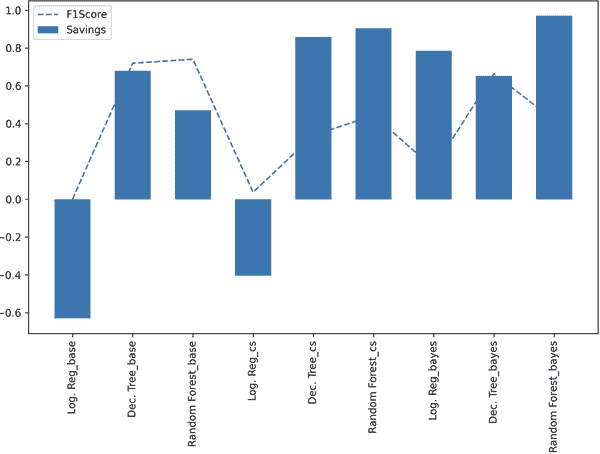 1.0
0.8
0.6
0.4
0.2
0.0
−0.2
−0.4
−0.6
F1Score
Savings
Log. Reg_base
Dec. Tree_base
Random Forest_base
Log. Reg_cs
Dec. Tree_cs
Random Forest_cs
Log. Reg_bayes
Dec. Tree_bayes
Random Forest_bayes